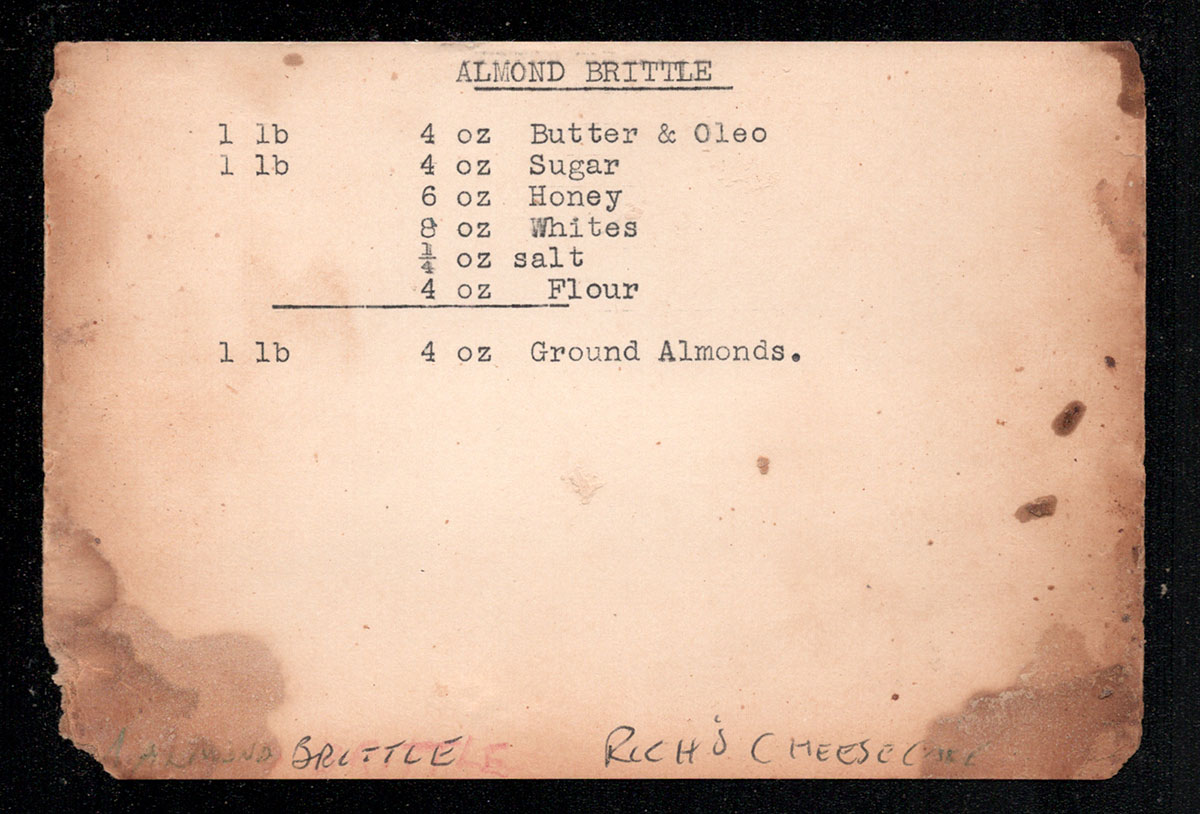 ALMOND BRITTLE
1 lb 4 oz Butter & Oleo
1 lb 4 oz Sugar
6 oz Honey
8 oz Whites
¼ oz salt
4 oz Flour
1 lb 4 oz Ground Almonds.
ALMOND BRITTLE RICH'S CHEESECAKE